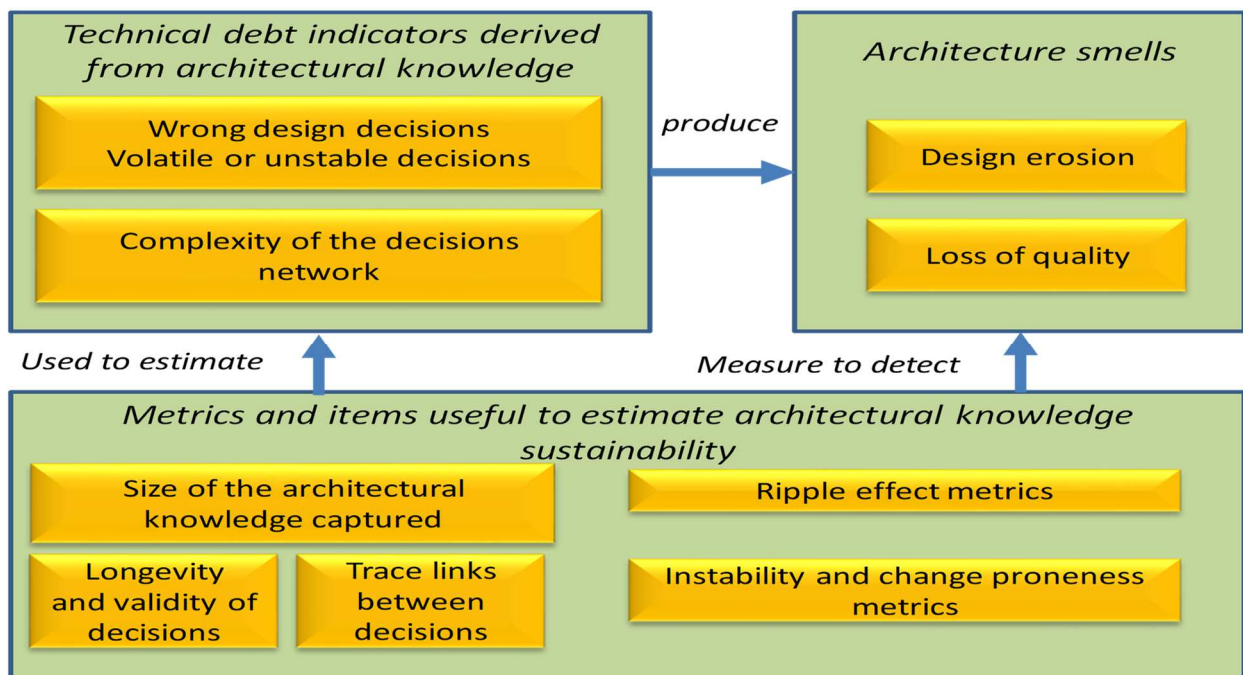 Technical debt indicators derived
from architectural knowledge
Wrong design decisions
Volatile or unstable decisions
Complexity of the decisions
network
produce
Architecture smells
Design erosion
Loss of quality
Used to estimate
Measure to detect
Metrics and items useful to estimate architectural knowledge
sustainability
Size of the architectural
knowledge captured
Longevity
and validity of
decisions
Trace links
between
decisions
Ripple effect metrics
Instability and change proneness
metrics